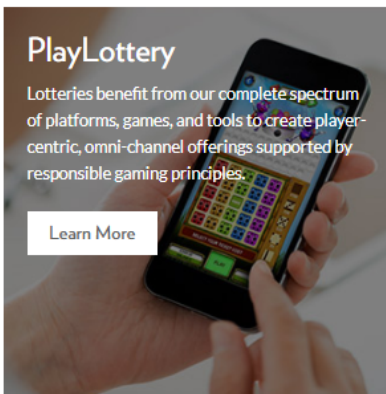 PlayLottery
Lotteries benefit from our complete spectrum
of platforms, games, and tools to create player-
centric, omni-channel offerings supported by
responsible gaming principles.
Learn More
PLAY